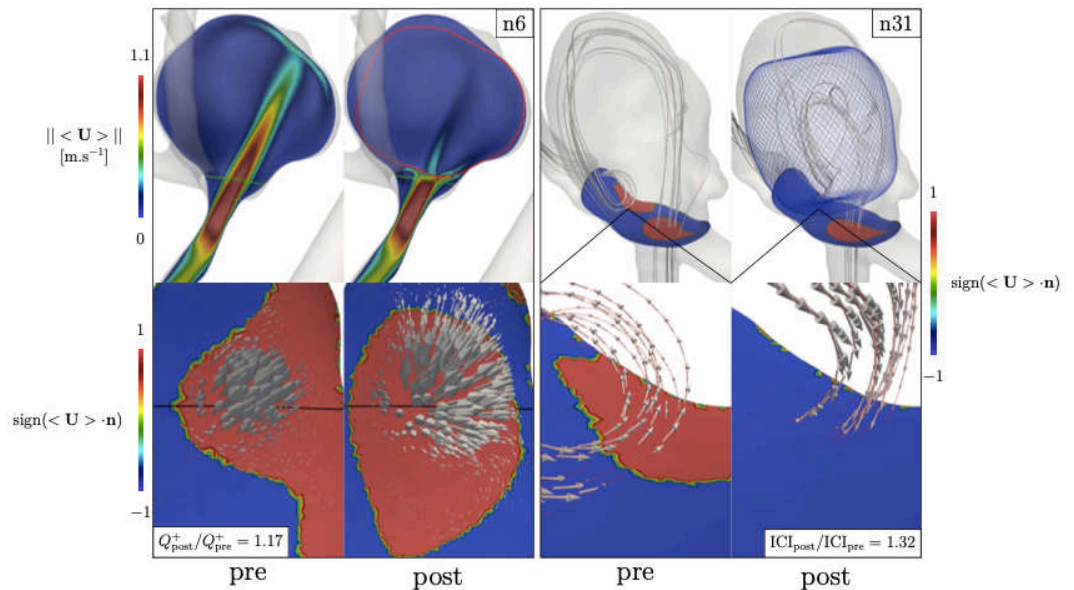 n6
n31
1.1
|| < U > ||
[m.s⁻¹]
0
1
sign(< U > ·n)
−1
1
sign(< U > ·n)
−1
Q⁺post/Q⁺pre = 1.17
ICIpost/ICIpre = 1.32
pre
post
pre
post